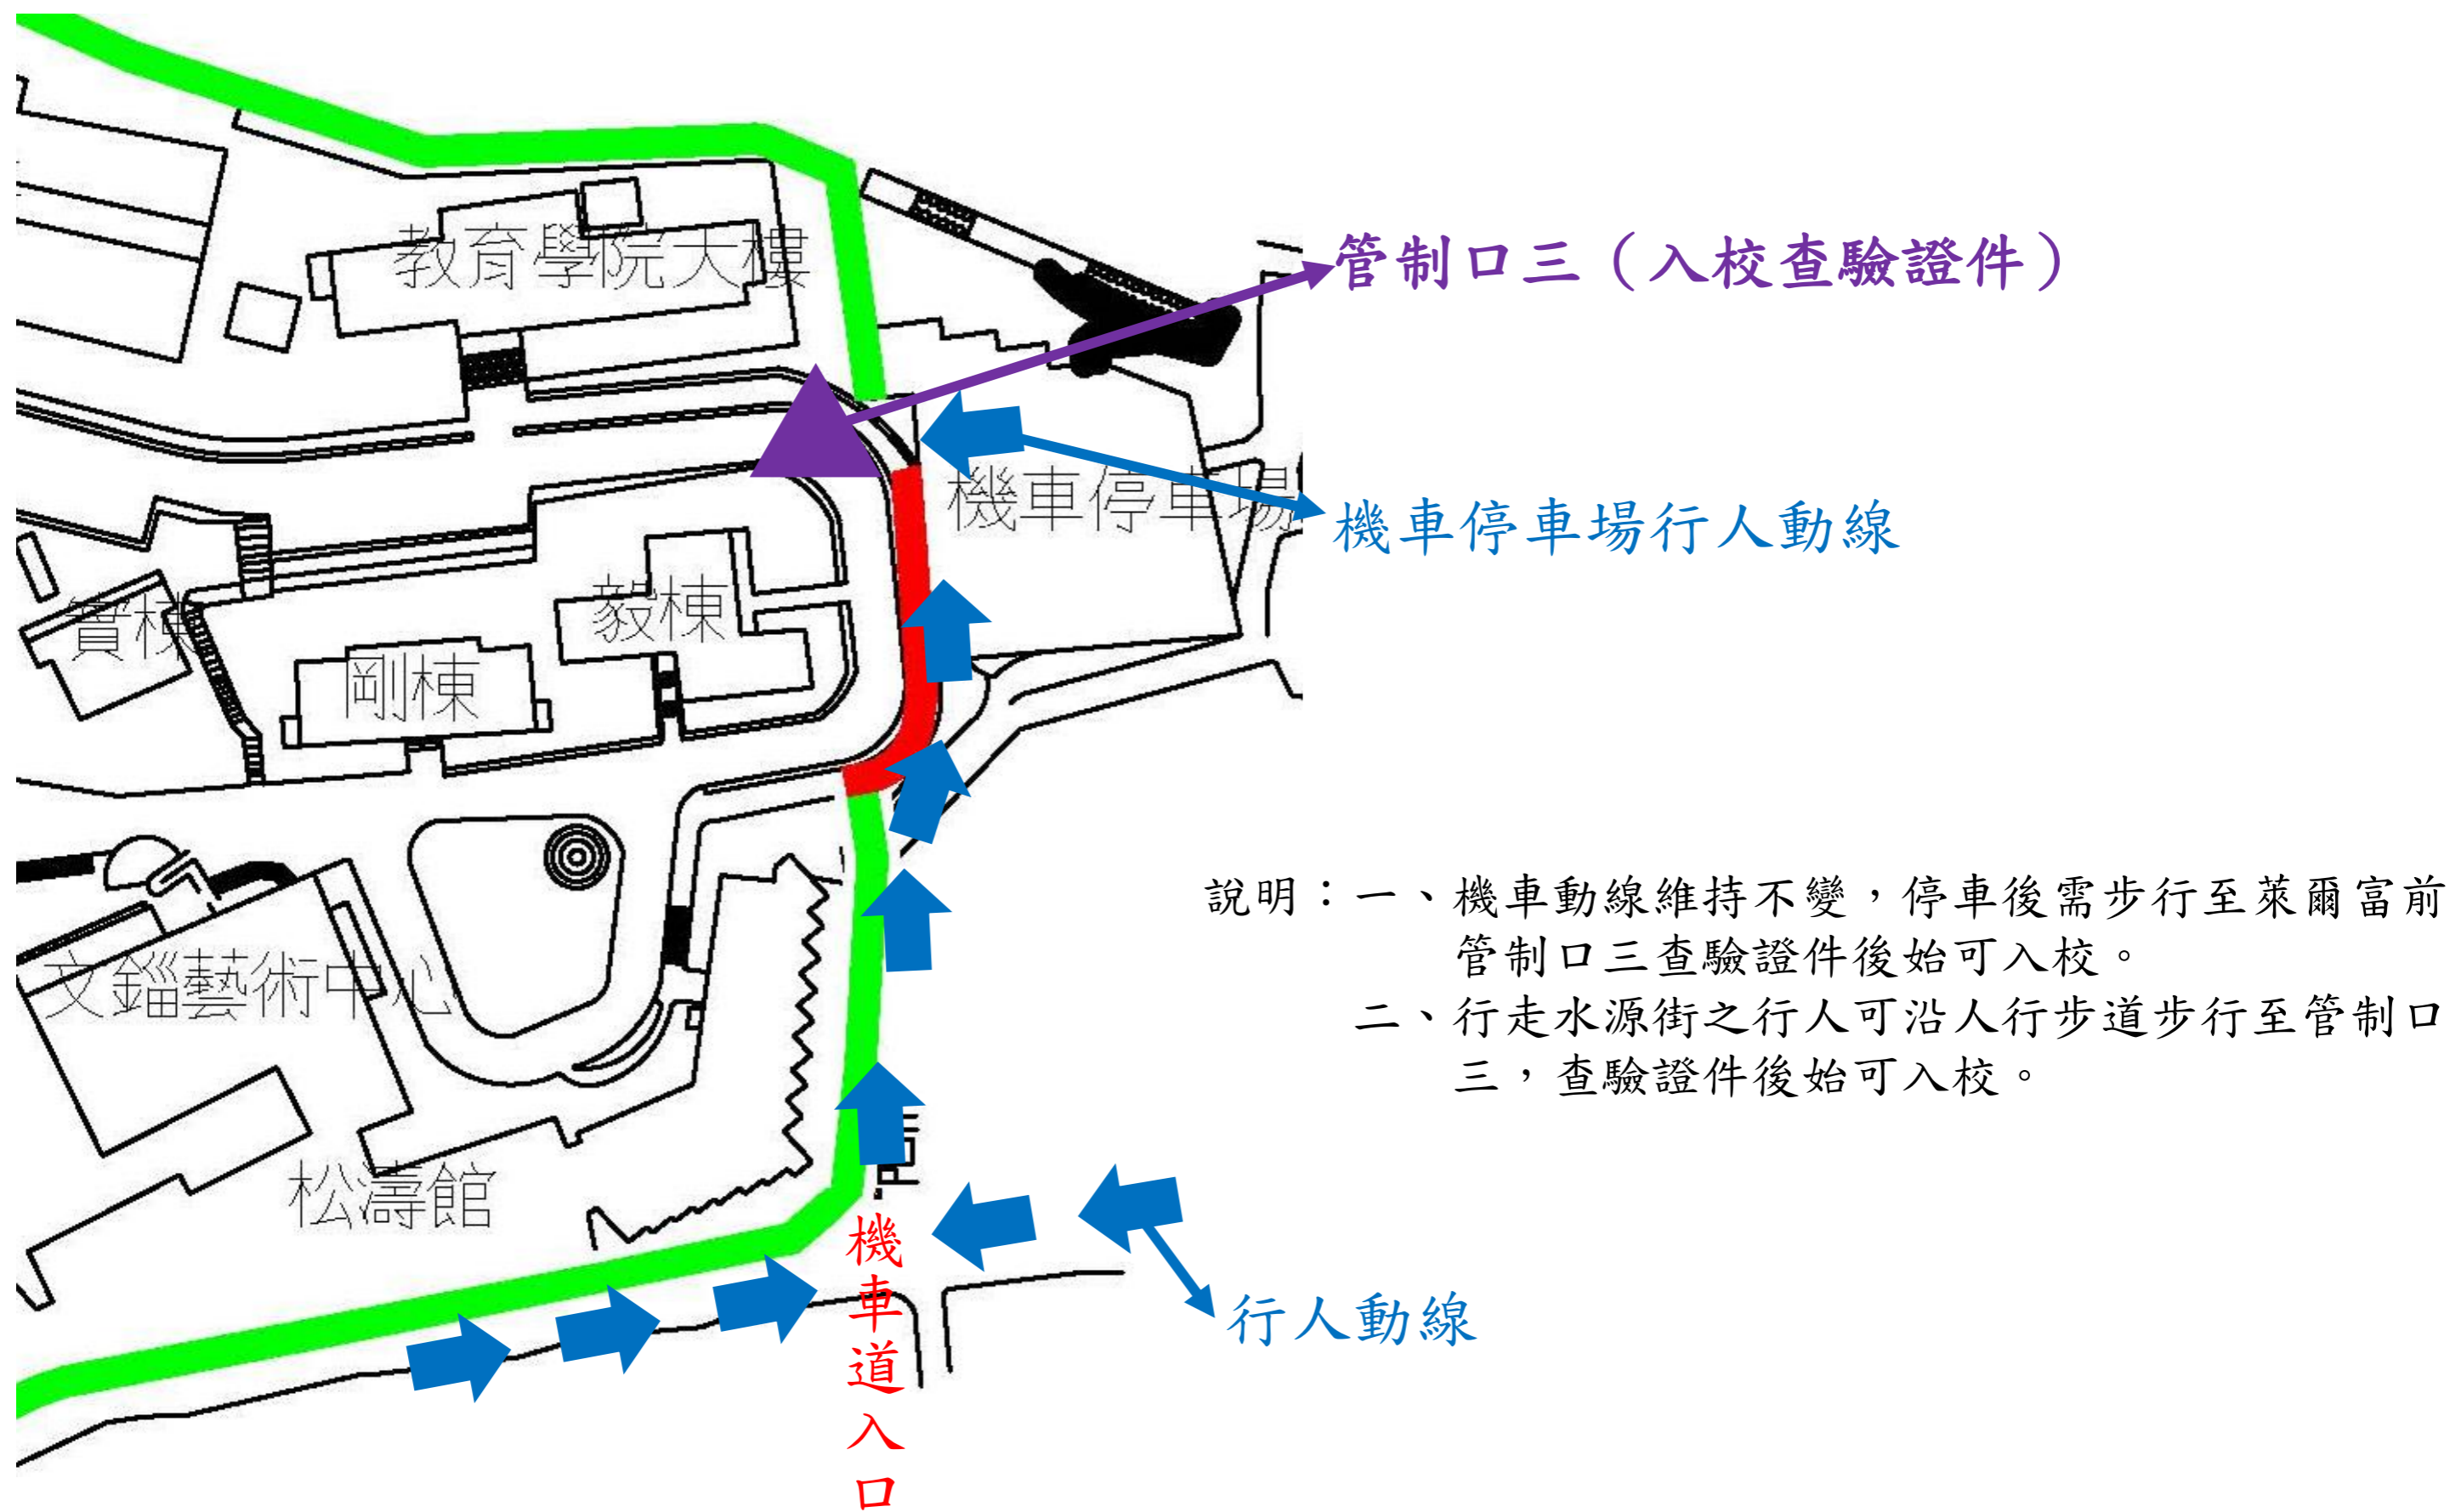 教育學院大樓
管制口三（入校查驗證件）
機車停車場
機車停車場行人動線
實棟
毅棟
剛棟
說明：一、機車動線維持不變，停車後需步行至萊爾富前
管制口三查驗證件後始可入校。
二、行走水源街之行人可沿人行步道步行至管制口
三，查驗證件後始可入校。
文錙藝術中心
松濤館
機車道入口
行人動線